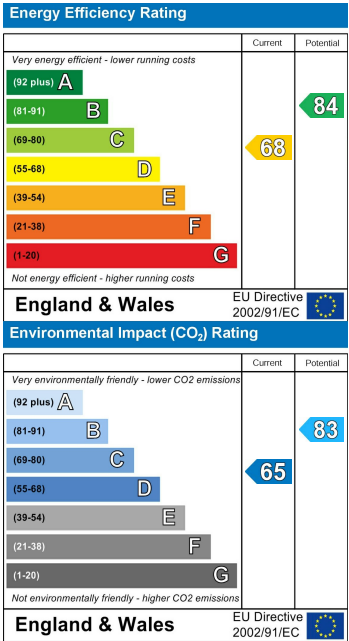 Energy Efficiency Rating
Current Potential
Very energy efficient - lower running costs
(92 plus) A
(81-91) B
84
(69-80) C
68
(55-68) D
(39-54) E
(21-38) F
(1-20) G
Not energy efficient - higher running costs
England & Wales
EU Directive
2002/91/EC
Environmental Impact (CO₂) Rating
Current Potential
Very environmentally friendly - lower CO2 emissions
(92 plus) A
(81-91) B
83
(69-80) C
65
(55-68) D
(39-54) E
(21-38) F
(1-20) G
Not environmentally friendly - higher CO2 emissions
England & Wales
EU Directive
2002/91/EC